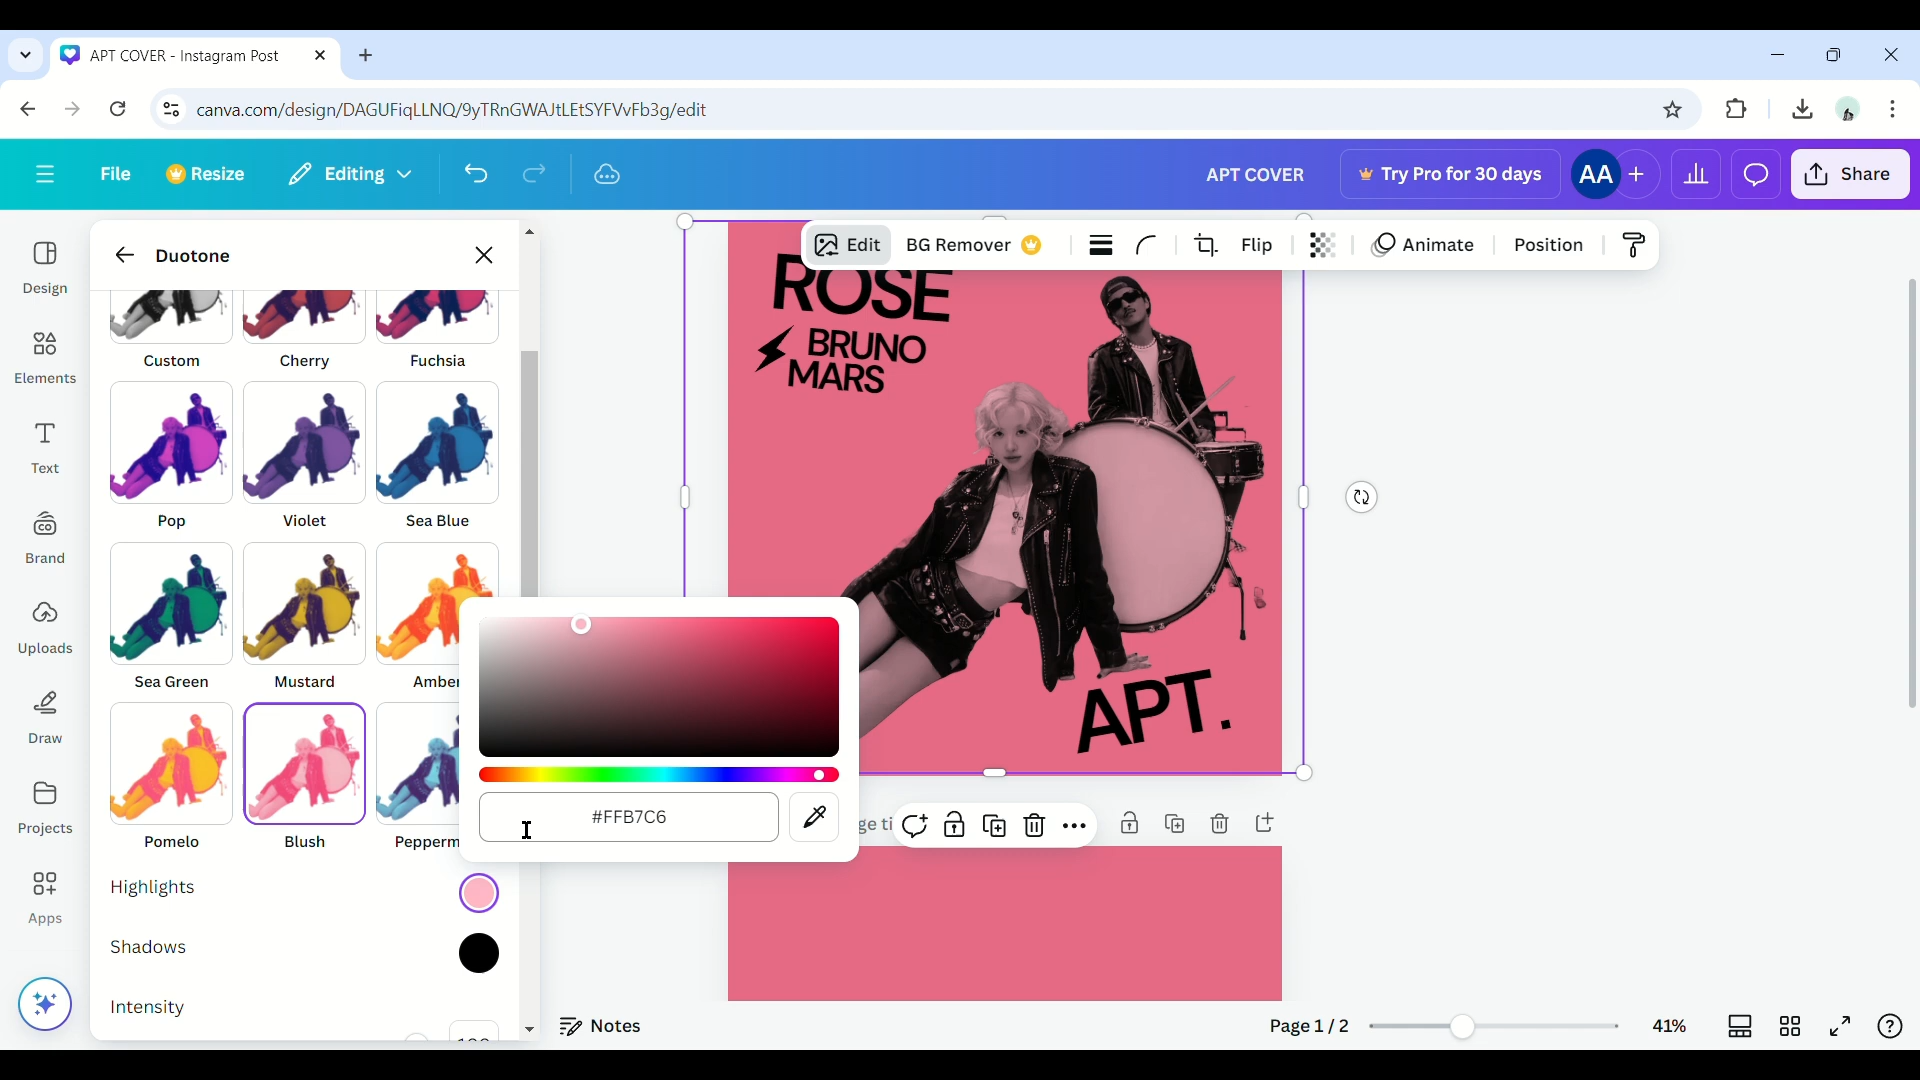 APT COVER - Instagram Post
canva.com/design/DAGUFiqLLNQ/9yTRnGWAJtLEtSYFVvFb3g/edit
File
Resize
Editing
APT COVER
Try Pro for 30 days
AA
Share
Design
Elements
Text
Brand
Uploads
Draw
Projects
Apps
Duotone
Custom
Cherry
Fuchsia
Pop
Violet
Sea Blue
Sea Green
Mustard
Amber
Pomelo
Blush
Pepperm
Highlights
Shadows
Intensity
#FFB7C6
Edit
BG Remover
Flip
Animate
Position
ROSE
BRUNO
MARS
APT.
ge ti
Notes
Page 1 / 2
41%